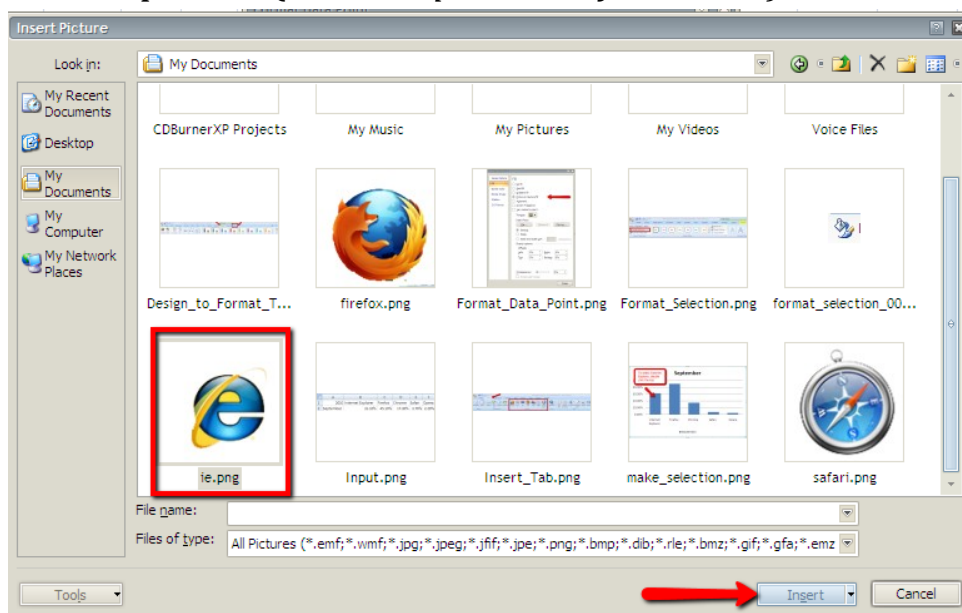 Insert Picture
Look in:
My Documents
My Recent
Documents
Desktop
My
Documents
My
Computer
My Network
Places
CDBurnerXP Projects
My Music
My Pictures
My Videos
Voice Files
Design_to_Format_T...
firefox.png
Format_Data_Point.png
Format_Selection.png
format_selection_00...
September
ie.png
Input.png
Insert_Tab.png
make_selection.png
safari.png
File name:
Files of type:
All Pictures (*.emf;*.wmf;*.jpg;*.jpeg;*.jfif;*.jpe;*.png;*.bmp;*.dib;*.rle;*.bmz;*.gif;*.gfa;*.emz
Tools
Insert
Cancel